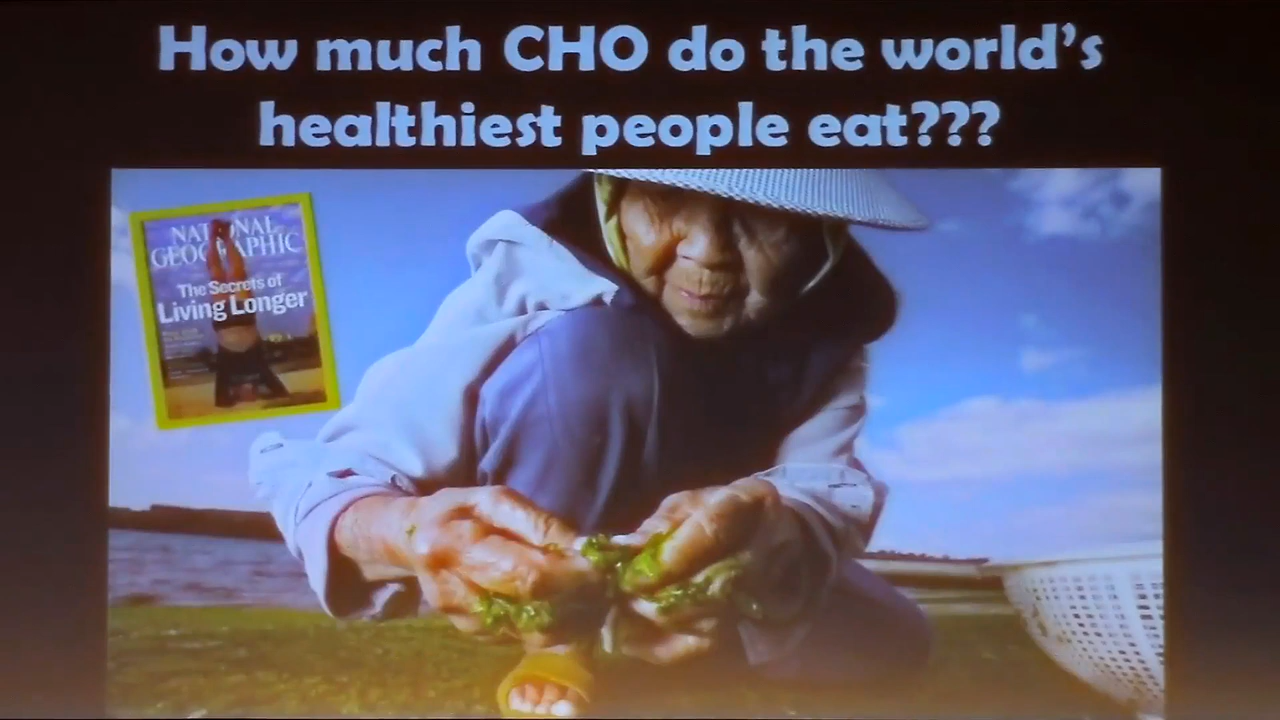 How much CHO do the world's
healthiest people eat???
NATIONAL
GEOGRAPHIC
The Secrets of
Living Longer